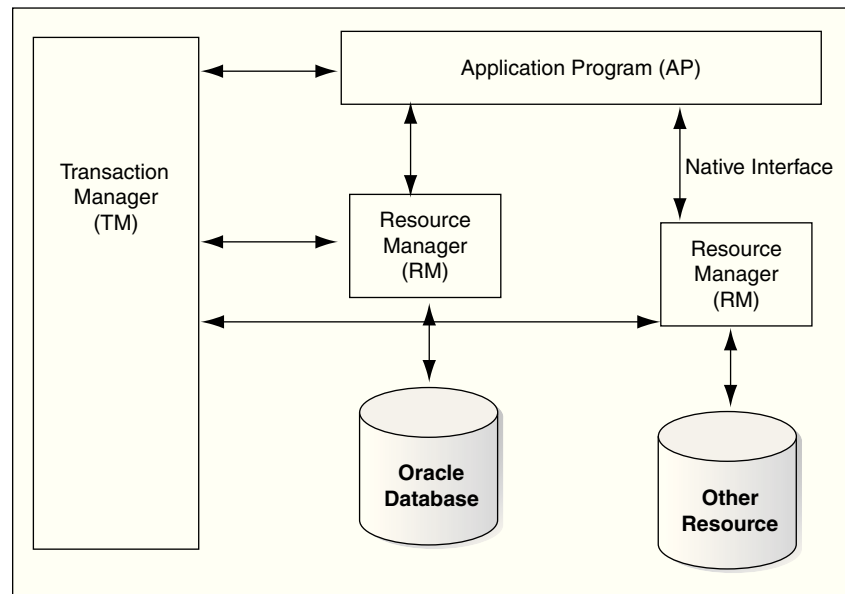 Application Program (AP)
Transaction
Manager
(TM)
Native Interface
Resource
Manager
(RM)
Resource
Manager
(RM)
Oracle
Database
Other
Resource